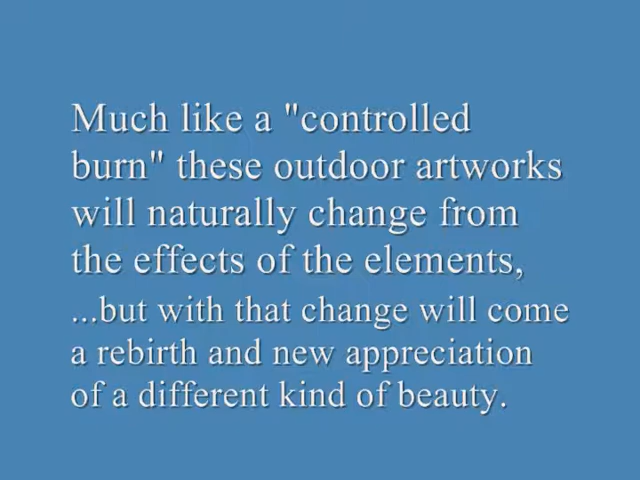 Much like a "controlled
burn" these outdoor artworks
will naturally change from
the effects of the elements,
...but with that change will come
a rebirth and new appreciation
of a different kind of beauty.